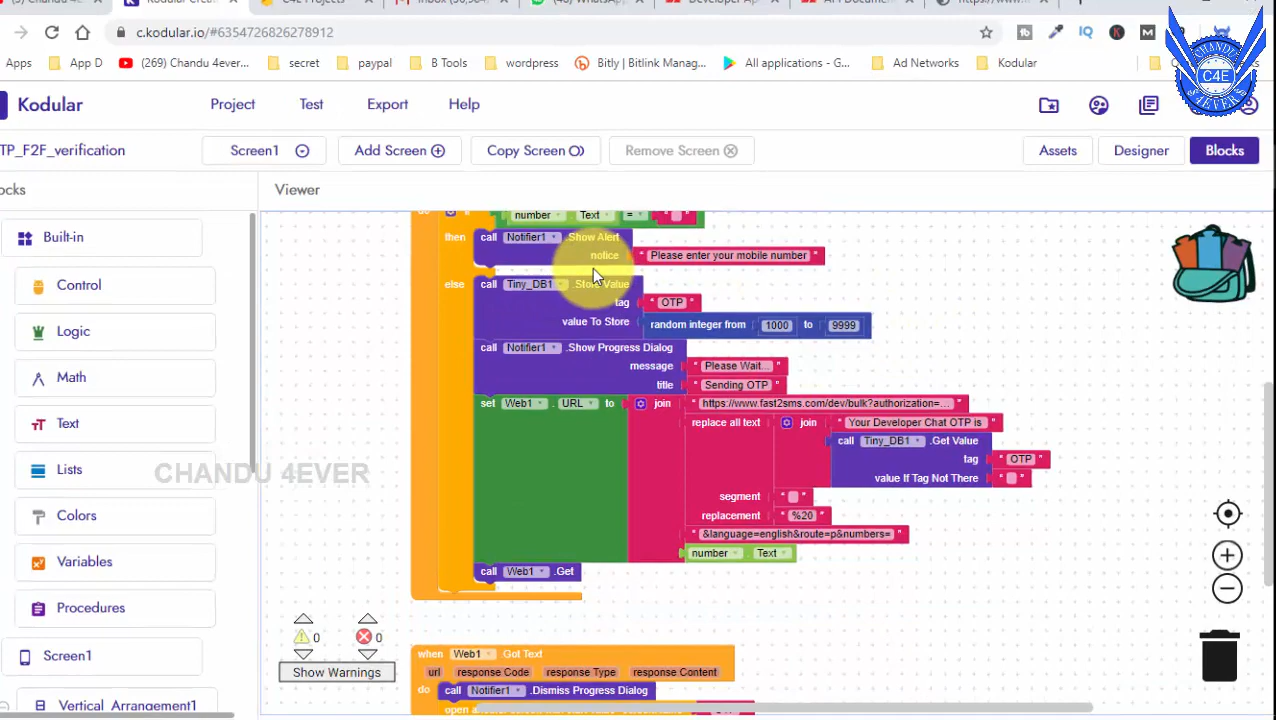 c.kodular.io/#6354726826278912
Apps App D (269) Chandu 4ever... secret paypal B Tools wordpress Bitly | Bitlink Manag... All applications - G... Ad Networks Kodular
CHANDU
C4E
4EVER
Kodular Project Test Export Help
TP_F2F_verification Screen1 Add Screen Copy Screen Remove Screen Assets Designer Blocks
ocks Viewer
Built-in
Control
Logic
Math
Text
Lists
Colors
Variables
Procedures
Screen1
Vertical_Arrangement1
number Text =
then call Notifier1 .Show Alert
notice " Please enter your mobile number "
else call Tiny_DB1 .Store Value
tag " OTP "
value To Store random integer from 1000 to 9999
call Notifier1 .Show Progress Dialog
message " Please Wait... "
title " Sending OTP "
set Web1 . URL to join " https://www.fast2sms.com/dev/bulk?authorization=... "
replace all text join " Your Developer Chat OTP is "
call Tiny_DB1 .Get Value
tag " OTP "
value If Tag Not There " "
segment " "
replacement " %20 "
" &language=english&route=p&numbers= "
number . Text
call Web1 .Get
CHANDU 4EVER
0 0
Show Warnings
when Web1 .Got Text
url response Code response Type response Content
do call Notifier1 .Dismiss Progress Dialog